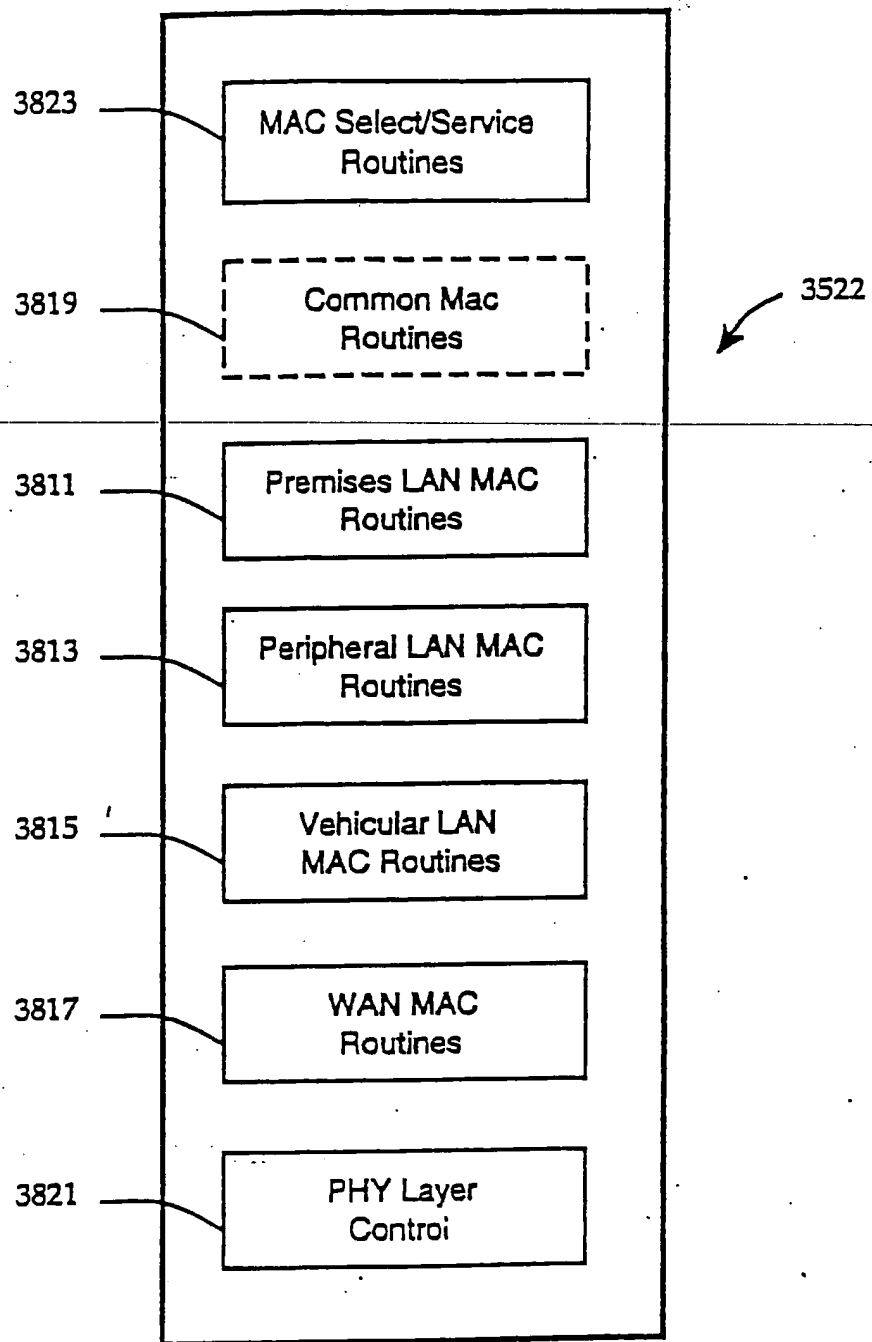 3823
MAC Select/Service
Routines
3819
Common Mac
Routines
3522
3811
Premises LAN MAC
Routines
3813
Peripheral LAN MAC
Routines
3815
Vehicular LAN
MAC Routines
3817
WAN MAC
Routines
3821
PHY Layer
Control